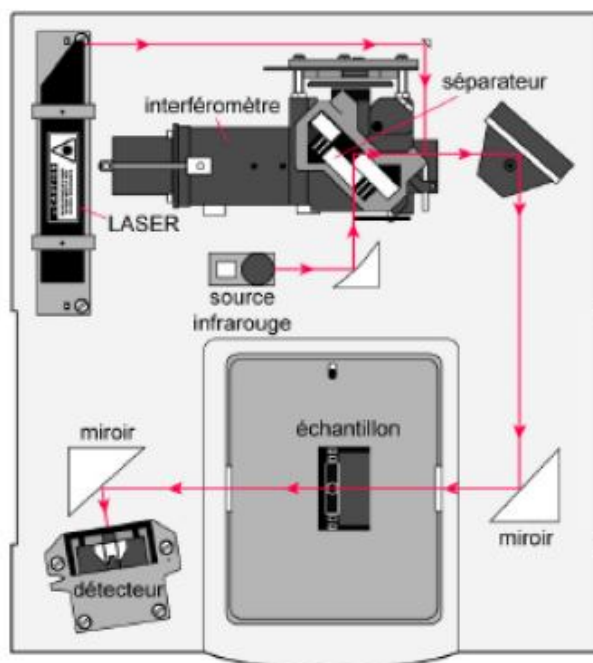 séparateur
interféromètre
LASER
source
infrarouge
échantillon
miroir
miroir
détecteur